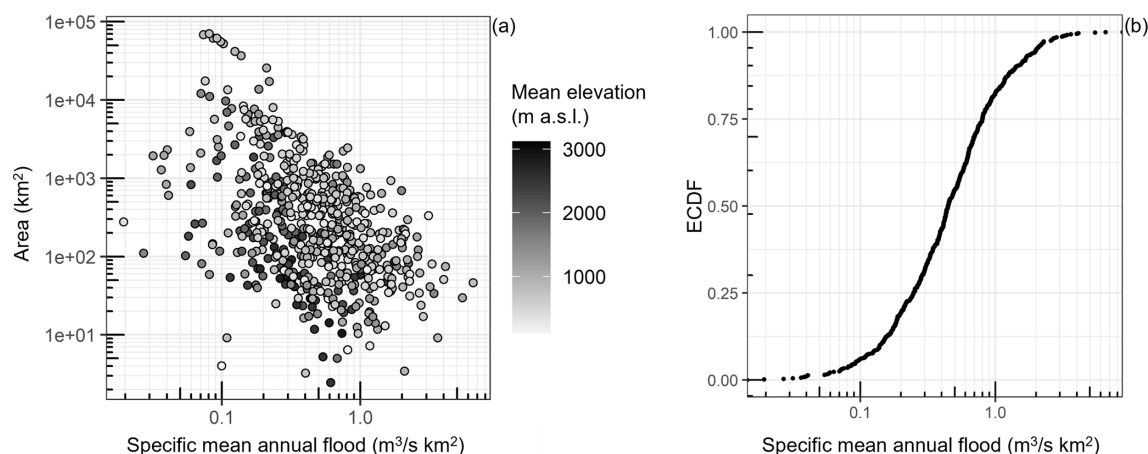 (a)
1e+05
1e+04
1e+03
1e+02
1e+01
Area (km²)
0.1 1.0
Specific mean annual flood (m³/s km²)
Mean elevation
(m a.s.l.)
3000
2000
1000
(b)
1.00
0.75
0.50
0.25
0.00
ECDF
0.1 1.0
Specific mean annual flood (m³/s km²)